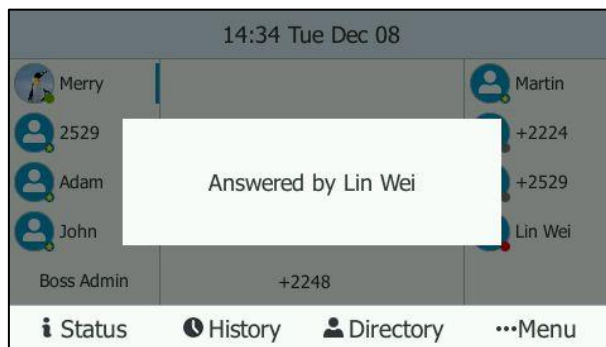 14:34 Tue Dec 08
Merry
Martin
2529
+2224
Adam
Answered by Lin Wei
+2529
John
Lin Wei
Boss Admin
+2248
Status
History
Directory
Menu